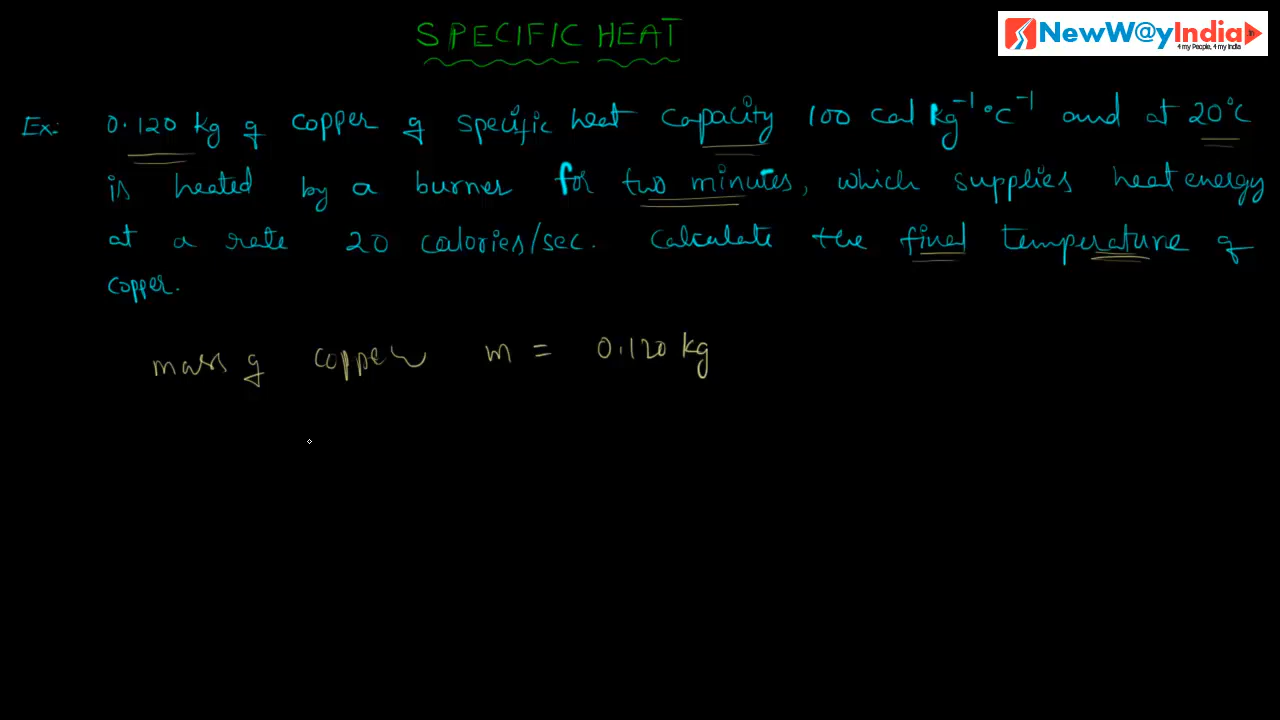 SPECIFIC HEAT
NewW@yIndia.in
4 my People, 4 my India
Ex: 0.120 kg of copper of specific heat capacity 100 cal kg⁻¹ °C⁻¹ and at 20°C
is heated by a burner for two minutes, which supplies heat energy
at a rate 20 calories/sec. Calculate the final temperature of
copper.
mass of copper m = 0.120 kg